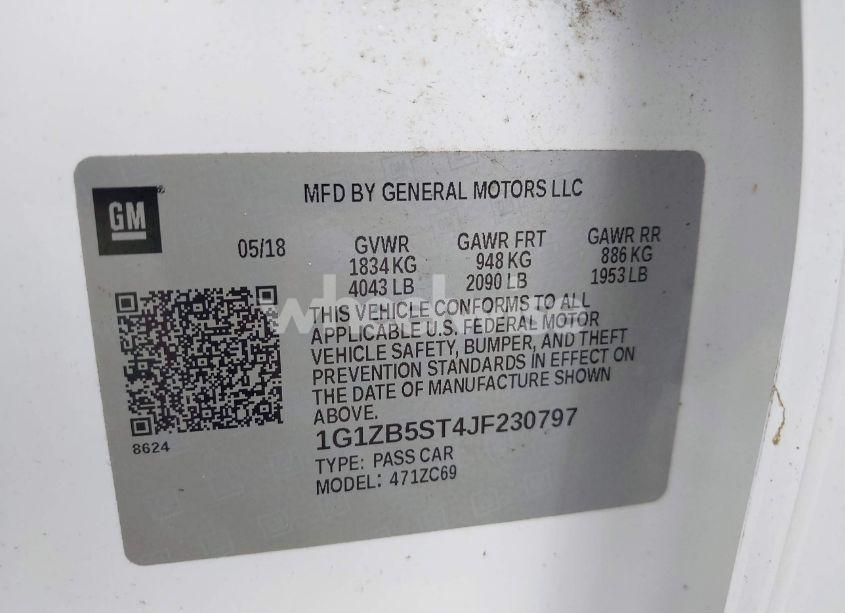 MFD BY GENERAL MOTORS LLC
GM
05/18 GVWR GAWR FRT GAWR RR
1834 KG 948 KG 886 KG
4043 LB 2090 LB 1953 LB
THIS VEHICLE CONFORMS TO ALL
APPLICABLE U.S. FEDERAL MOTOR
VEHICLE SAFETY, BUMPER, AND THEFT
PREVENTION STANDARDS IN EFFECT ON
THE DATE OF MANUFACTURE SHOWN
ABOVE.
8624
1G1ZB5ST4JF230797
TYPE: PASS CAR
MODEL: 471ZC69